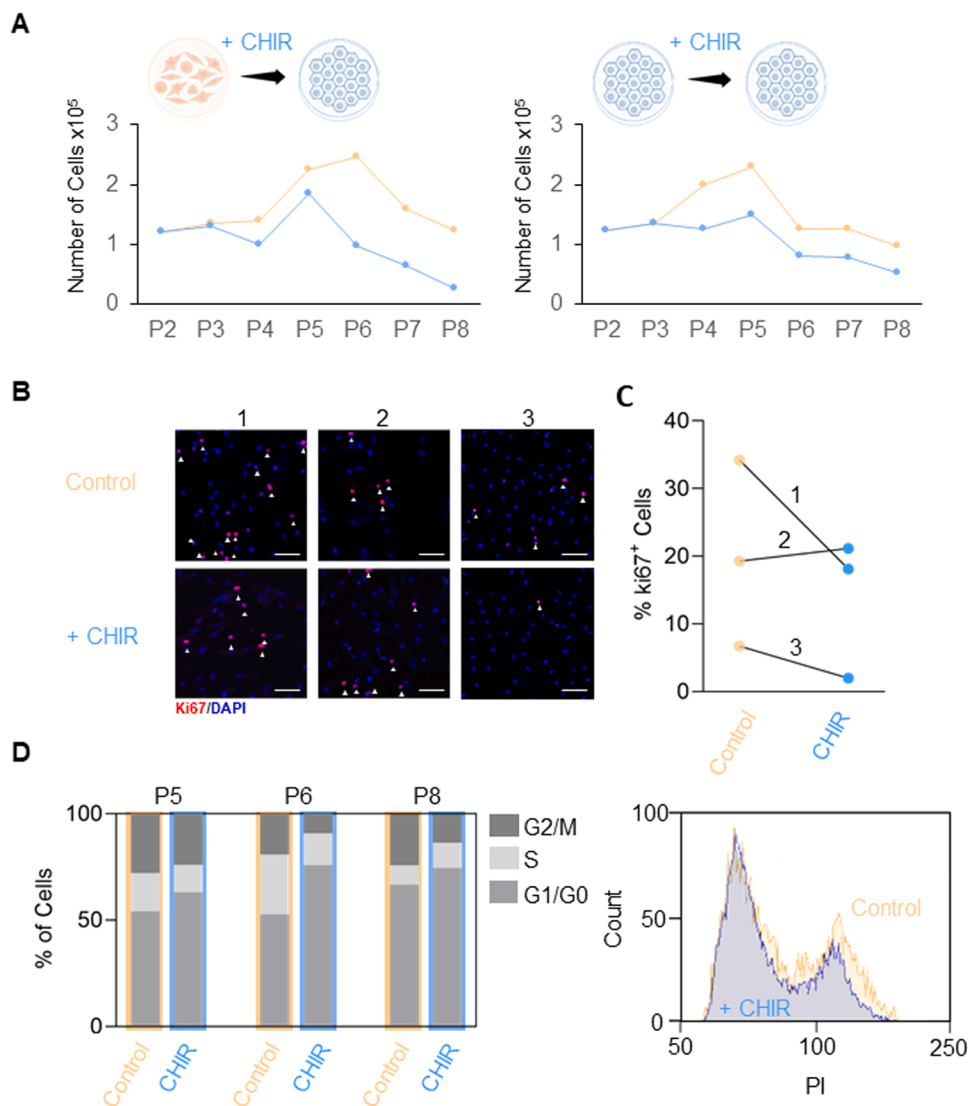 A
+ CHIR
+ CHIR
Number of Cells x10⁵
3
2
1
0
P2 P3 P4 P5 P6 P7 P8
Number of Cells x10⁵
3
2
1
0
P2 P3 P4 P5 P6 P7 P8
B
1 2 3
Control
+ CHIR
Ki67/DAPI
C
% ki67⁺ Cells
40
30
20
10
0
1
2
3
Control
CHIR
D
P5 P6 P8
% of Cells
100
50
0
Control
CHIR
Control
CHIR
Control
CHIR
G2/M
S
G1/G0
Count
100
50
0
Control
+ CHIR
50 100 250
PI